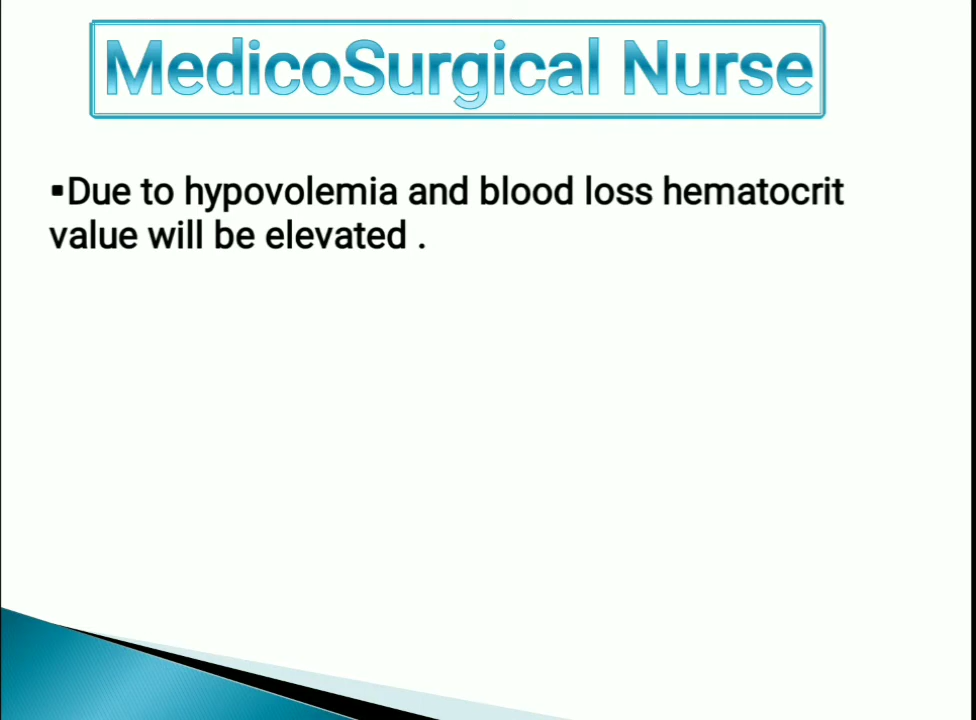 MedicoSurgical Nurse
▪Due to hypovolemia and blood loss hematocrit
value will be elevated .